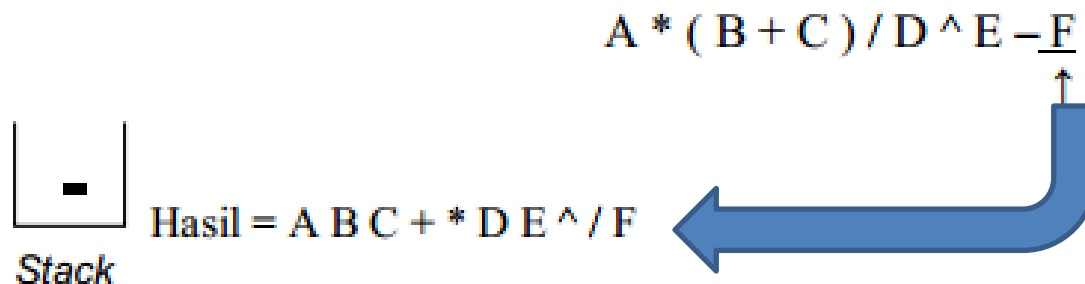 A * ( B + C ) / D ^ E – F
-
Hasil = A B C + * D E ^ / F
Stack